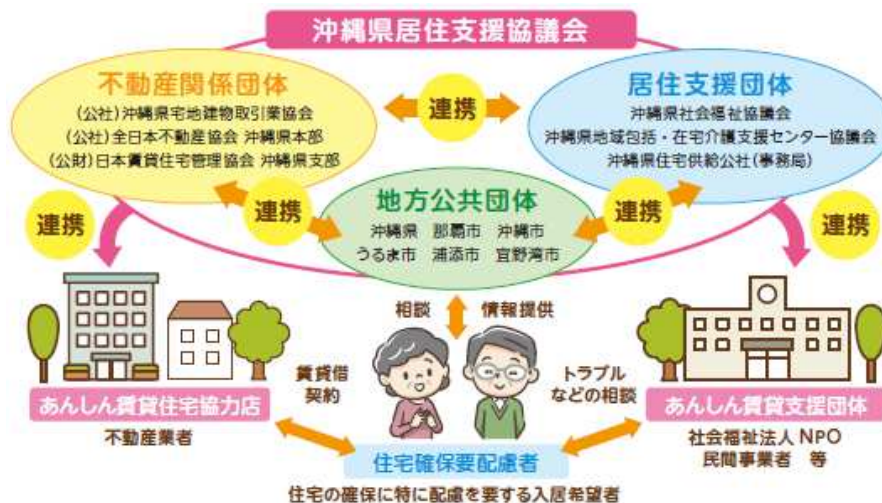 沖縄県居住支援協議会
不動産関係団体
(公社)沖縄県宅地建物取引業協会
(公社)全日本不動産協会 沖縄県本部
(公財)日本賃貸住宅管理協会 沖縄県支部
連携
居住支援団体
沖縄県社会福祉協議会
沖縄県地域包括・在宅介護支援センター協議会
沖縄県住宅供給公社(事務局)
連携
連携
地方公共団体
沖縄県 那覇市 沖縄市
うるま市 浦添市 宜野湾市
連携
連携
相談 情報提供
賃貸借
契約
トラブル
などの相談
あんしん賃貸住宅協力店
不動産業者
あんしん賃貸支援団体
社会福祉法人 NPO
民間事業者 等
住宅確保要配慮者
住宅の確保に特に配慮を要する入居希望者